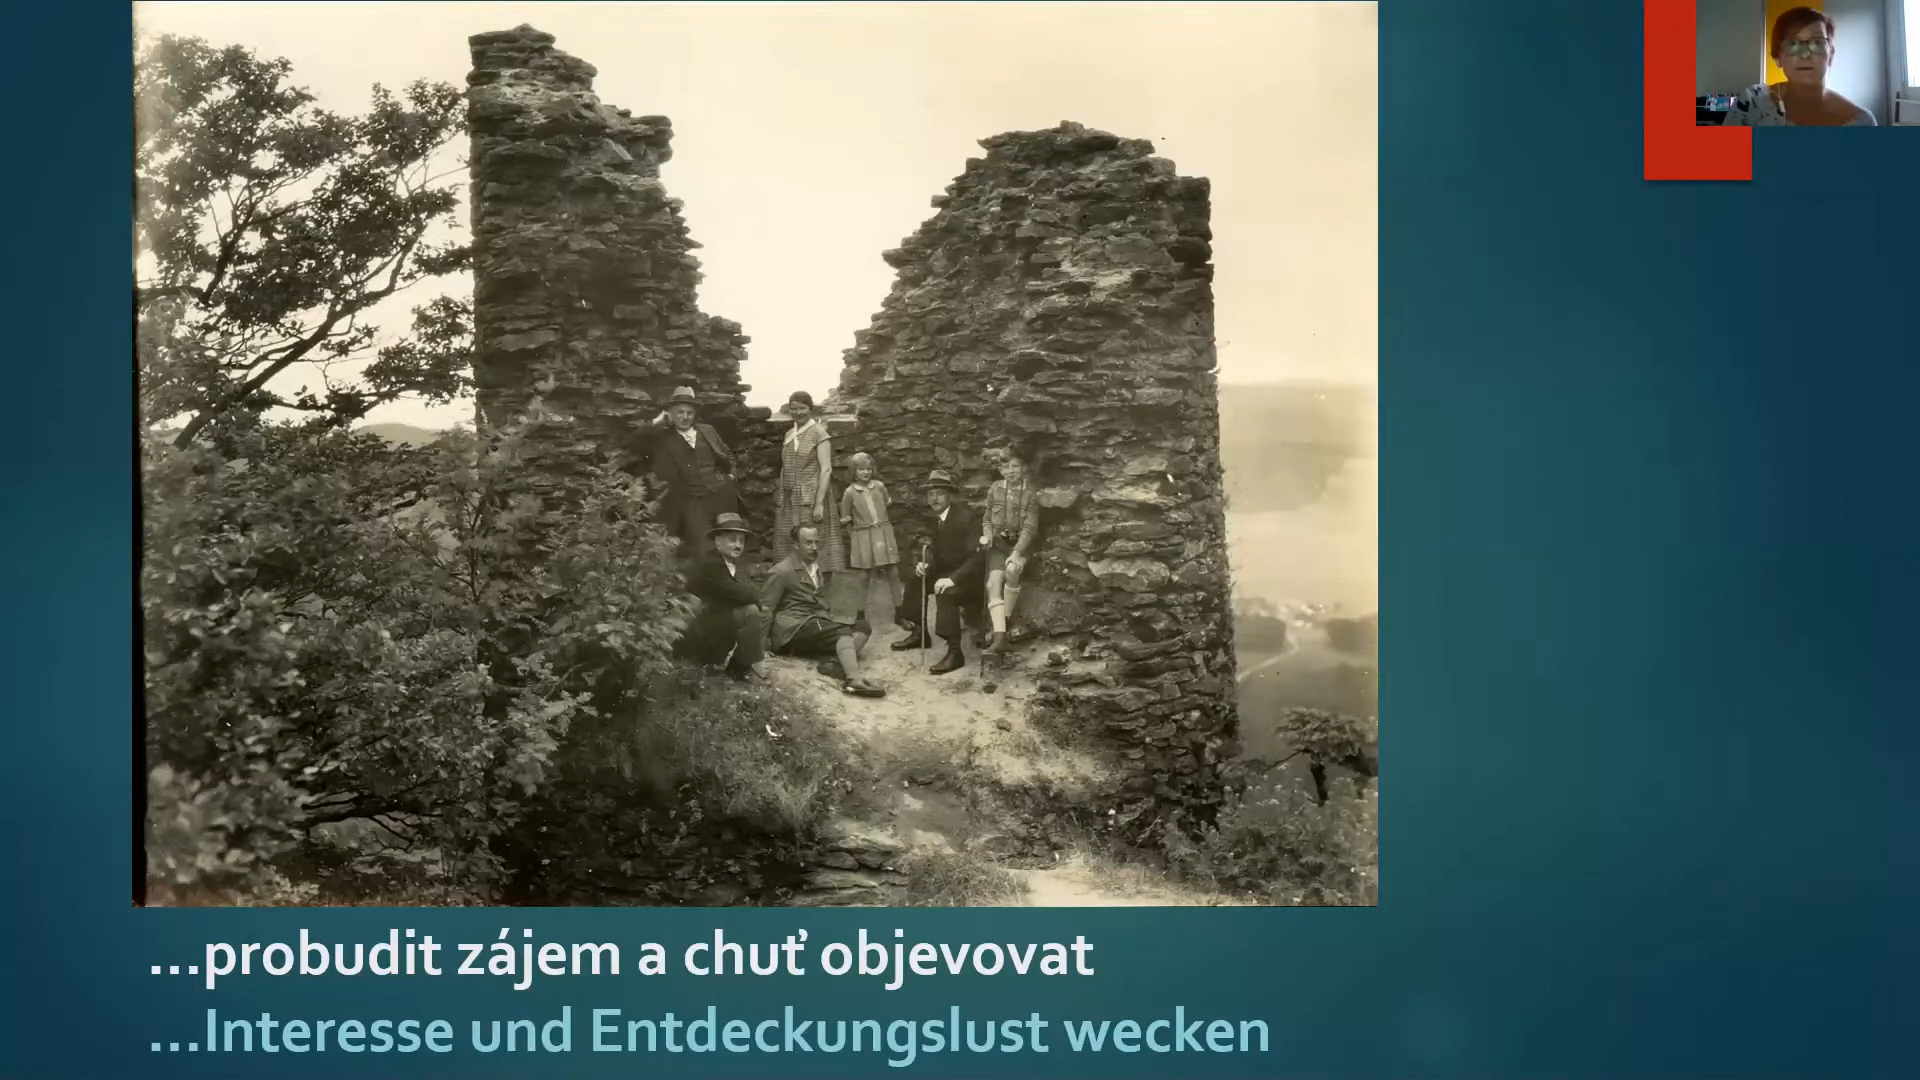 ...probudit zájem a chuť objevovat
...Interesse und Entdeckungslust wecken